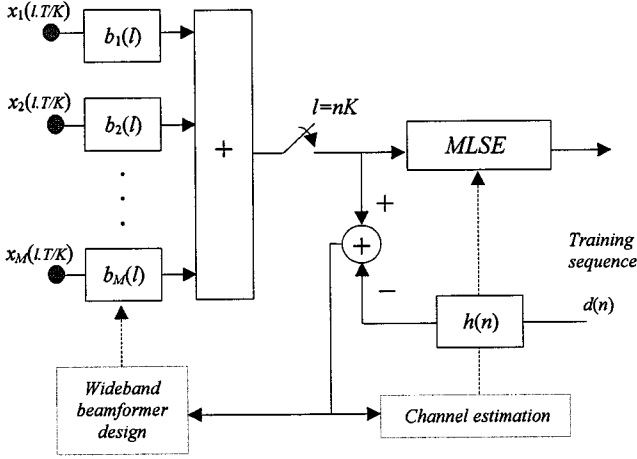 x1(l.T/K)
b1(l)
x2(l.T/K)
b2(l)
.
.
.
xM(l.T/K)
bM(l)
+
l=nK
MLSE
+
+
−
Training
sequence
d(n)
h(n)
Wideband
beamformer
design
Channel estimation